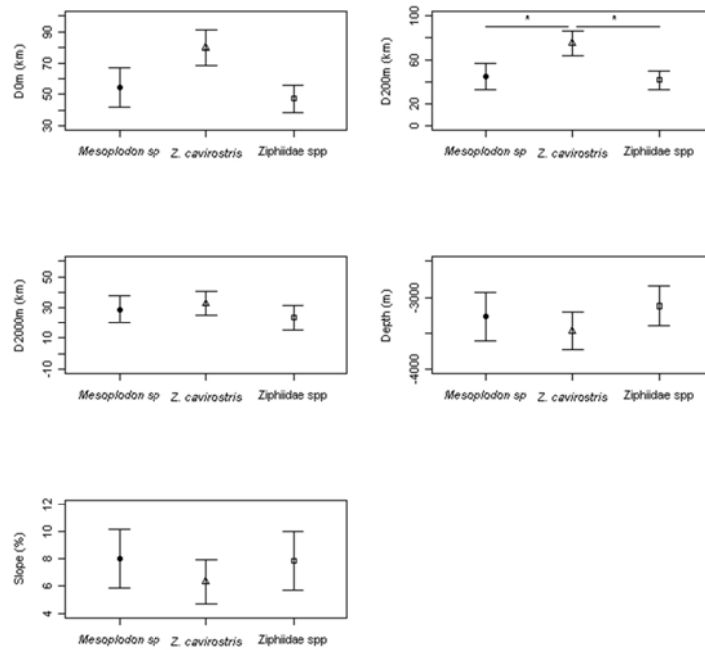 D0m (km)
90
70
50
30
Mesoplodon sp Z. cavirostris Ziphiidae spp
D200m (km)
100
60
40
0
* *
Mesoplodon sp Z. cavirostris Ziphiidae spp
D2000m (km)
50
30
10
-10
Mesoplodon sp Z. cavirostris Ziphiidae spp
Depth (m)
-3000
-4000
Mesoplodon sp Z. cavirostris Ziphiidae spp
Slope (%)
12
10
8
6
4
Mesoplodon sp Z. cavirostris Ziphiidae spp